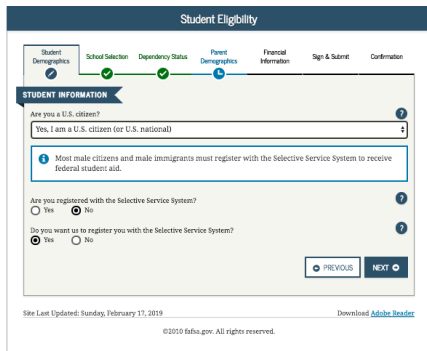 Student Eligibility
Student Demographics
School Selection
Dependency Status
Parent Demographics
Financial Information
Sign & Submit
Confirmation
STUDENT INFORMATION
Are you a U.S. citizen?
?
Yes, I am a U.S. citizen (or U.S. national)
i
Most male citizens and male immigrants must register with the Selective Service System to receive
federal student aid.
Are you registered with the Selective Service System?
?
Yes No
Do you want us to register you with the Selective Service System?
?
Yes No
PREVIOUS NEXT
Site Last Updated: Sunday, February 17, 2019 Download Adobe Reader
©2010 fafsa.gov. All rights reserved.